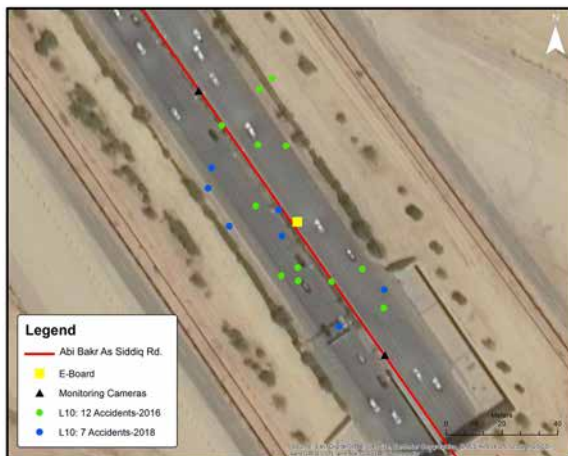 N
Legend
Abi Bakr As Siddiq Rd.
E-Board
Monitoring Cameras
L10: 12 Accidents-2016
L10: 7 Accidents-2018
Meters
0 10 20 40